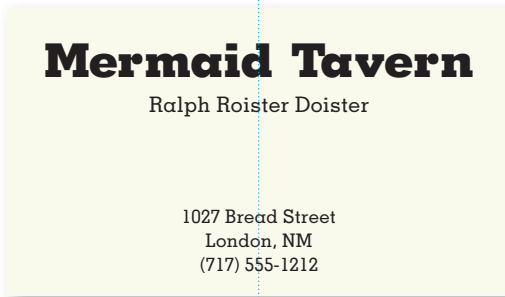 Mermaid Tavern
Ralph Roister Doister
1027 Bread Street
London, NM
(717) 555-1212